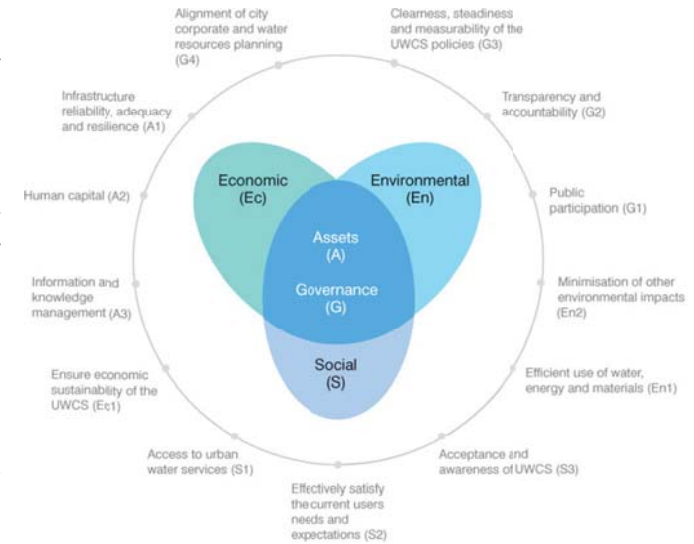 Alignment of city
corporate and water
resources planning
(G4)
Clearness, steadiness
and measurability of the
UWCS policies (G3)
Infrastructure
reliability, adequacy
and resilience (A1)
Transparency and
accountability (G2)
Economic
(Ec)
Environmental
(En)
Human capital (A2)
Public
participation (G1)
Assets
(A)
Governance
(G)
Information and
knowledge
management (A3)
Minimisation of other
environmental impacts
(En2)
Social
(S)
Ensure economic
sustainability of the
UWCS (Ec1)
Efficient use of water,
energy and materials (En1)
Access to urban
water services (S1)
Acceptance and
awareness of UWCS (S3)
Effectively satisfy
the current users
needs and
expectations (S2)